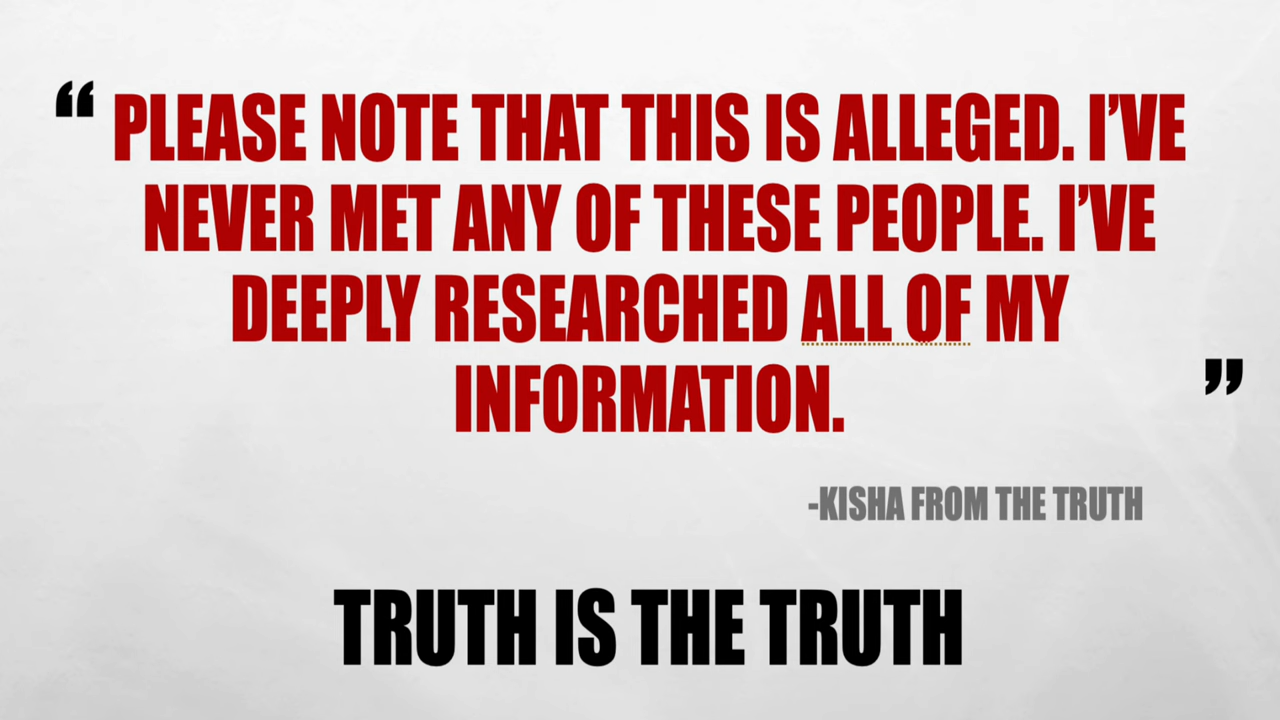 “ PLEASE NOTE THAT THIS IS ALLEGED. I’VE
NEVER MET ANY OF THESE PEOPLE. I’VE
DEEPLY RESEARCHED ALL OF MY
INFORMATION. ”
-KISHA FROM THE TRUTH
TRUTH IS THE TRUTH